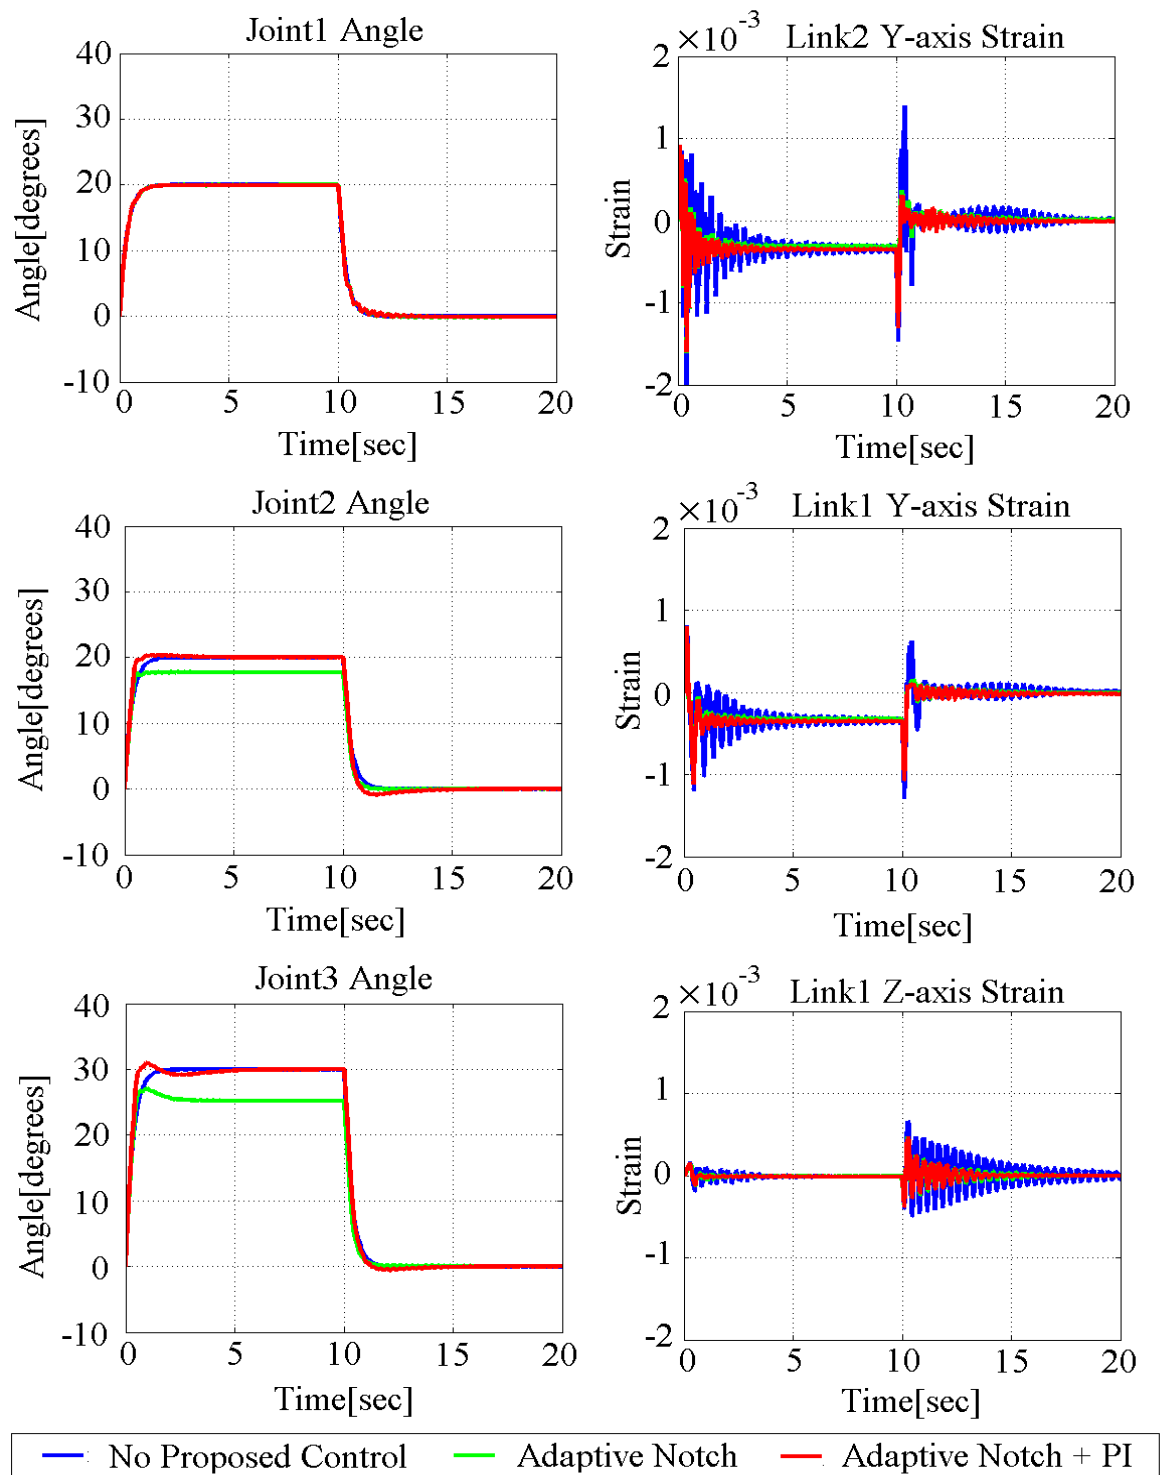 Joint1 Angle
40
30
20
10
0
-10
Angle[degrees]
0 5 10 15 20
Time[sec]
Link2 Y-axis Strain
×10-3
2
1
0
-1
-2
Strain
0 5 10 15 20
Time[sec]
Joint2 Angle
40
30
20
10
0
-10
Angle[degrees]
0 5 10 15 20
Time[sec]
Link1 Y-axis Strain
×10-3
2
1
0
-1
-2
Strain
0 5 10 15 20
Time[sec]
Joint3 Angle
40
30
20
10
0
-10
Angle[degrees]
0 5 10 15 20
Time[sec]
Link1 Z-axis Strain
×10-3
2
1
0
-1
-2
Strain
0 5 10 15 20
Time[sec]
No Proposed Control Adaptive Notch Adaptive Notch + PI